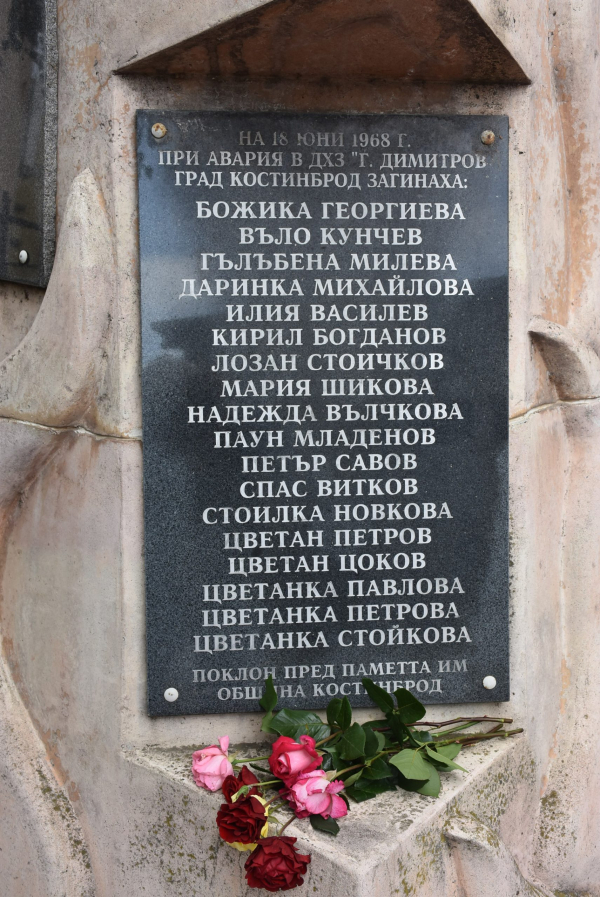 НА 18 ЮНИ 1968 Г.
ПРИ АВАРИЯ В ДХЗ "Г. ДИМИТРОВ
ГРАД КОСТИНБРОД ЗАГИНАХА:
БОЖИКА ГЕОРГИЕВА
ВЪЛО КУНЧЕВ
ГЪЛЪБЕНА МИЛЕВА
ДАРИНКА МИХАЙЛОВА
ИЛИЯ ВАСИЛЕВ
КИРИЛ БОГДАНОВ
ЛОЗАН СТОИЧКОВ
МАРИЯ ШИКОВА
НАДЕЖДА ВЪЛЧКОВА
ПАУН МЛАДЕНОВ
ПЕТЪР САВОВ
СПАС ВИТКОВ
СТОИЛКА НОВКОВА
ЦВЕТАН ПЕТРОВ
ЦВЕТАН ЦОКОВ
ЦВЕТАНКА ПАВЛОВА
ЦВЕТАНКА ПЕТРОВА
ЦВЕТАНКА СТОЙКОВА
ПОКЛОН ПРЕД ПАМЕТТА ИМ
ОБЩИНА КОСТИНБРОД